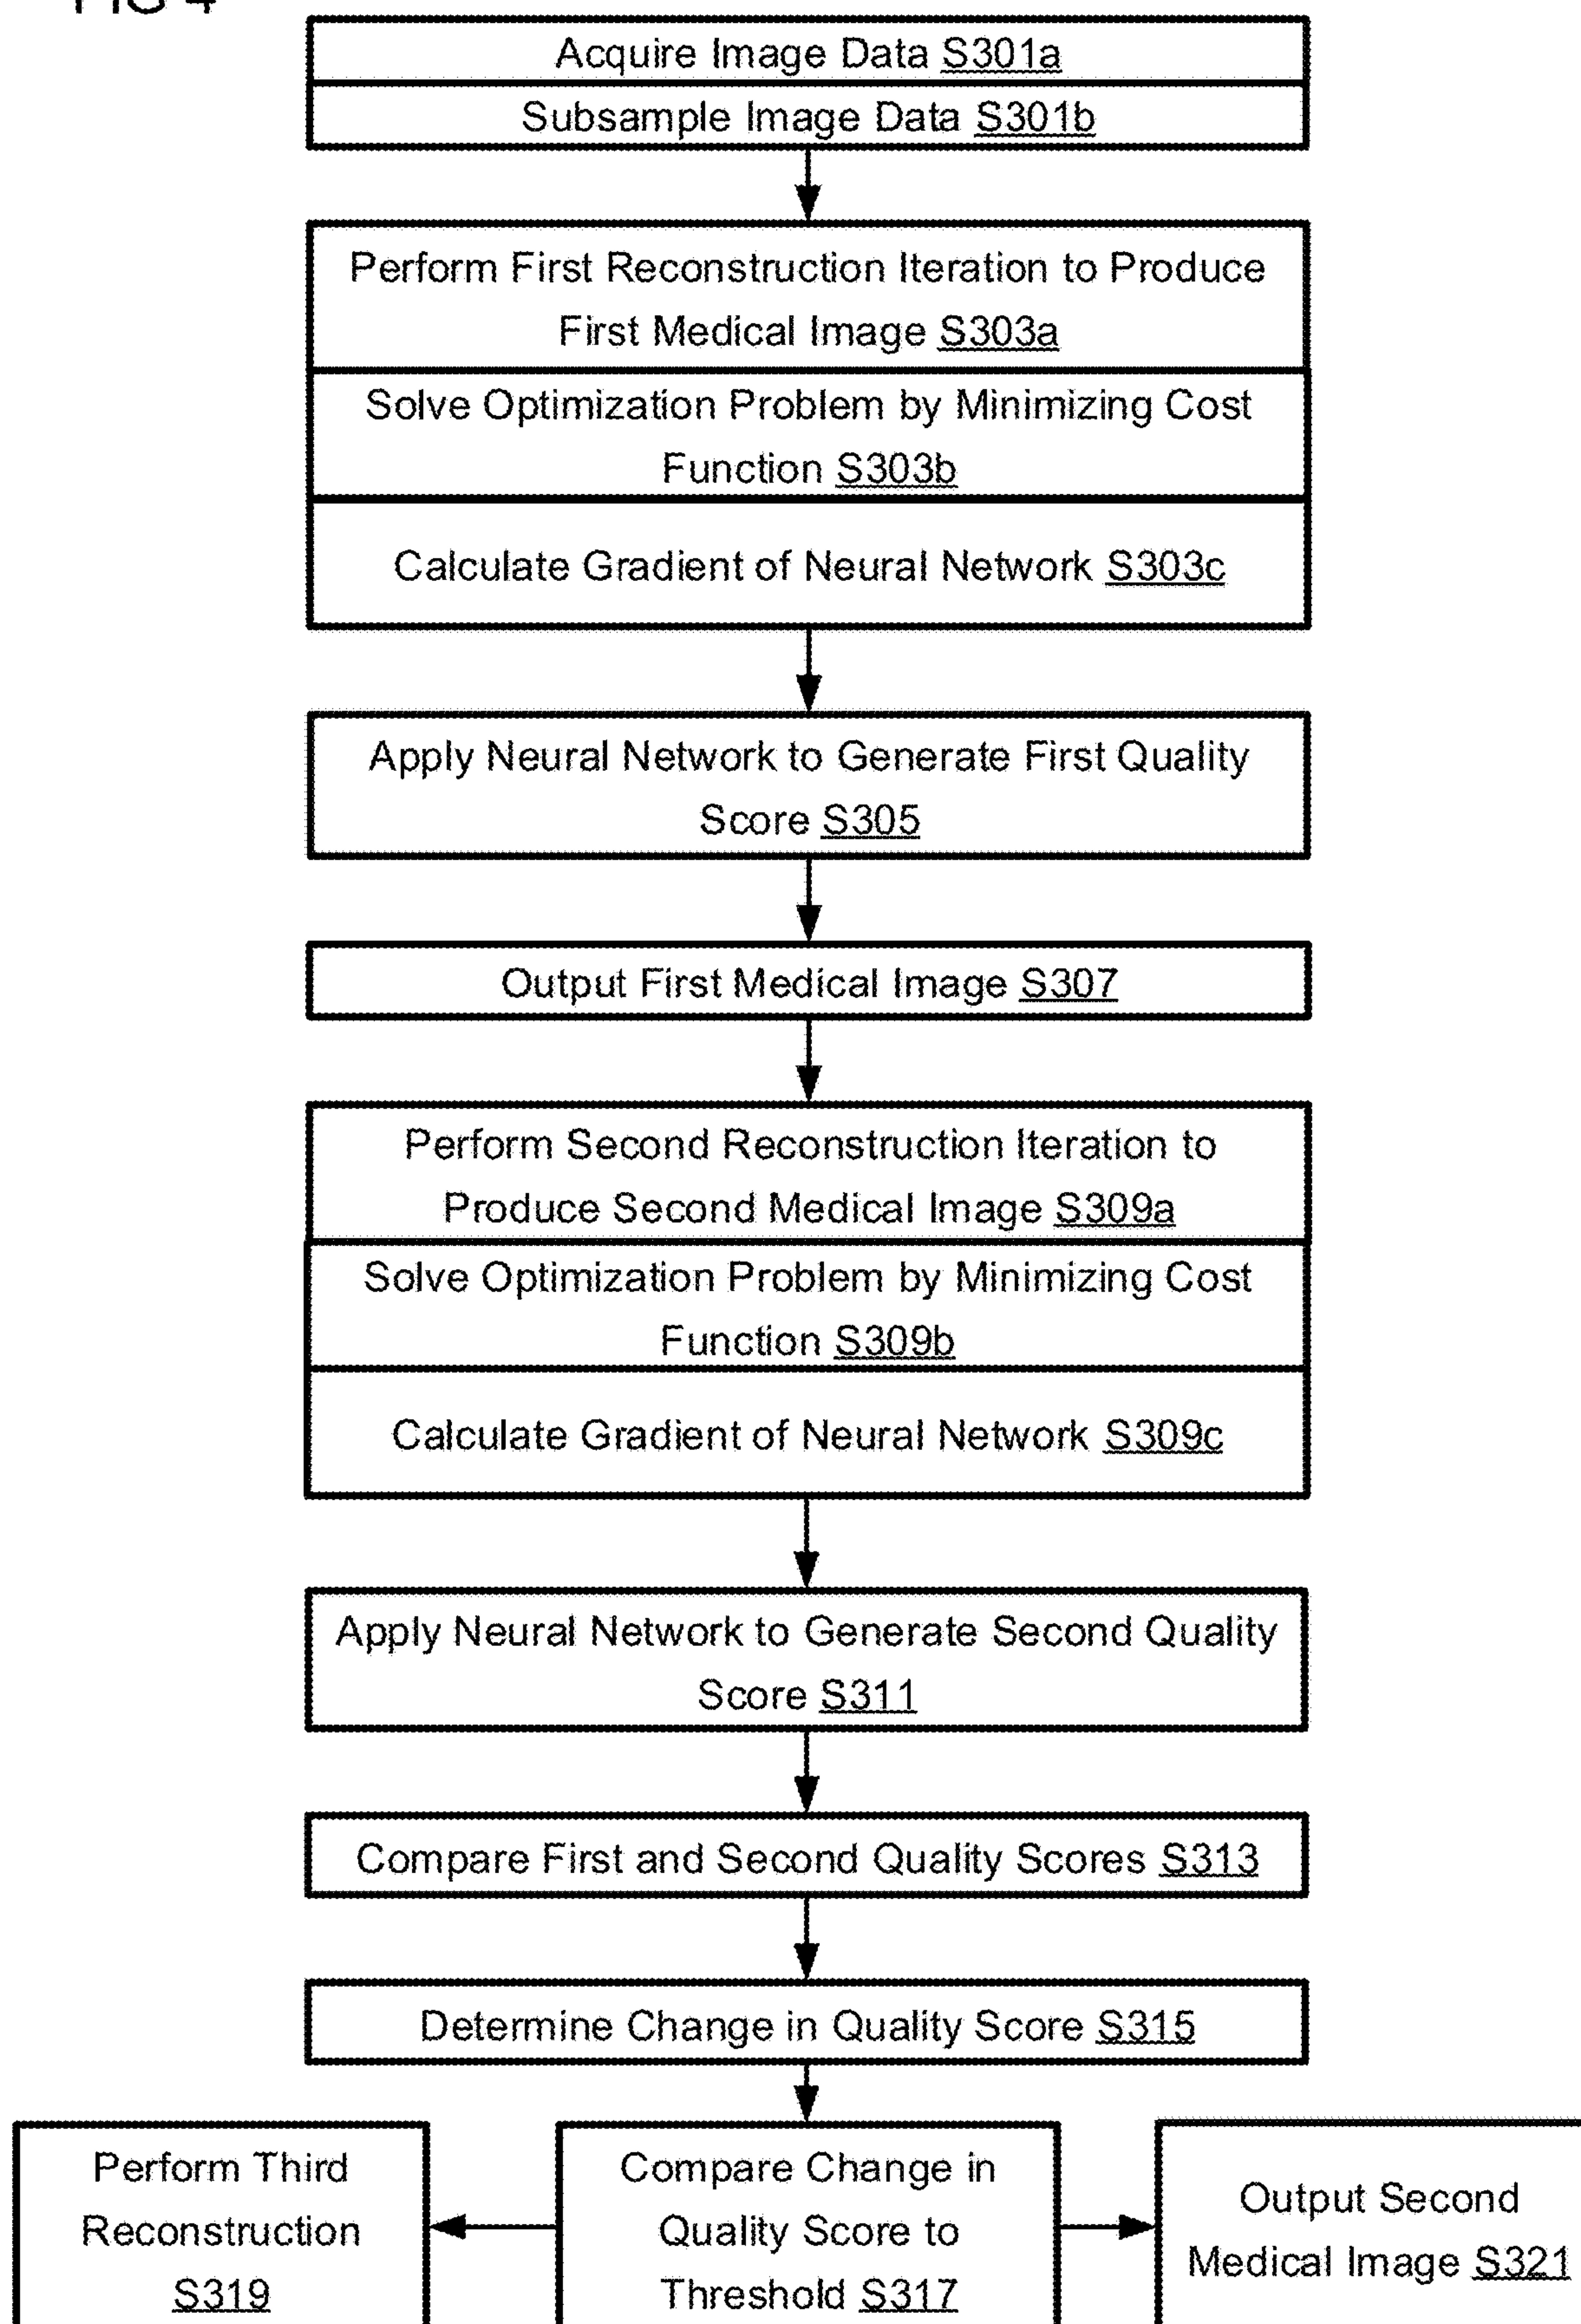 FIG 4
Acquire Image Data S301a
Subsample Image Data S301b
Perform First Reconstruction Iteration to Produce
First Medical Image S303a
Solve Optimization Problem by Minimizing Cost
Function S303b
Calculate Gradient of Neural Network S303c
Apply Neural Network to Generate First Quality
Score S305
Output First Medical Image S307
Perform Second Reconstruction Iteration to
Produce Second Medical Image S309a
Solve Optimization Problem by Minimizing Cost
Function S309b
Calculate Gradient of Neural Network S309c
Apply Neural Network to Generate Second Quality
Score S311
Compare First and Second Quality Scores S313
Determine Change in Quality Score S315
Perform Third
Reconstruction
S319
Compare Change in
Quality Score to
Threshold S317
Output Second
Medical Image S321